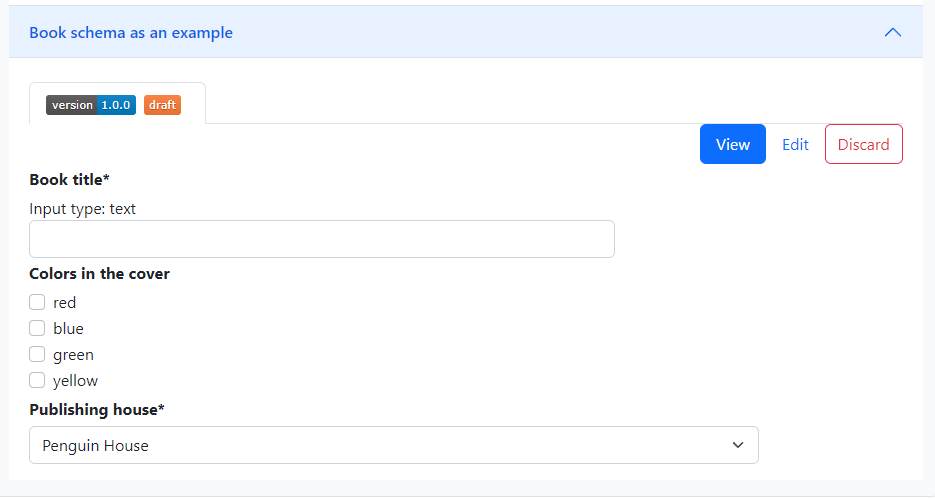 Book schema as an example
version 1.0.0 draft
View Edit Discard
Book title*
Input type: text
Colors in the cover
red
blue
green
yellow
Publishing house*
Penguin House